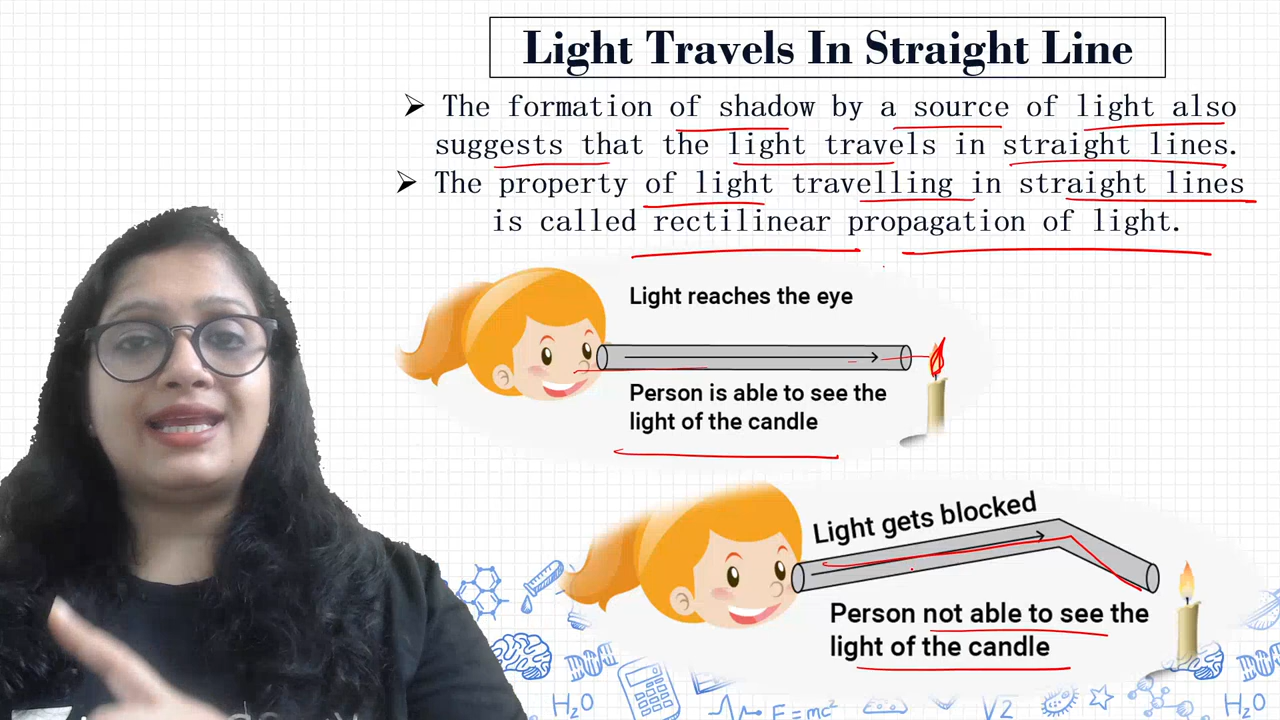 Light Travels In Straight Line
➢ The formation of shadow by a source of light also
suggests that the light travels in straight lines.
➢ The property of light travelling in straight lines
is called rectilinear propagation of light.
Light reaches the eye
Person is able to see the
light of the candle
Light gets blocked
Person not able to see the
light of the candle
H₂O
E=mc²
√2
H₂O